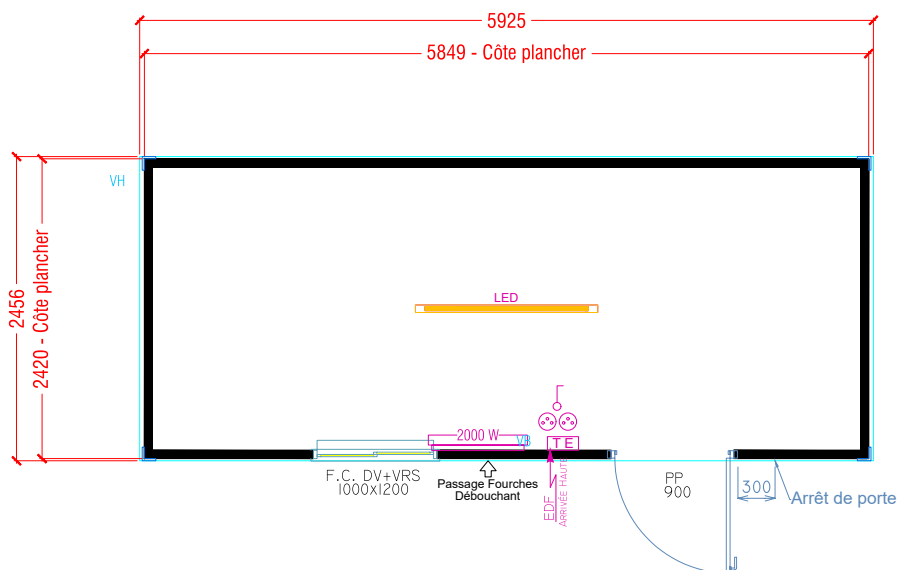 5925
5849 - Côte plancher
VH
2456
2420 - Côte plancher
LED
2000 W
VB
T E
F.C. DV+VRS
1000x1200
Passage Fourches
Débouchant
EDF
ARRIVÉE HAUTE
PP
900
300
Arrêt de porte